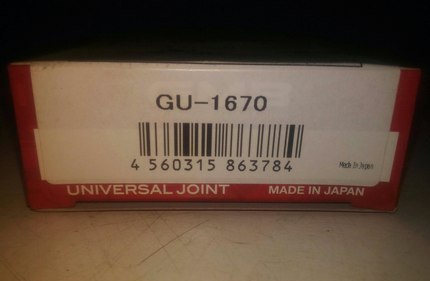 GU-1670
4 560315 863784
Made In Japan
UNIVERSAL JOINT MADE IN JAPAN